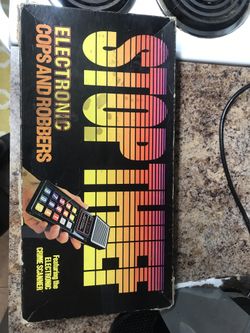 STOP THIEF
ELECTRONIC
COPS AND ROBBERS
Featuring the
ELECTRONIC
CRIME SCANNER